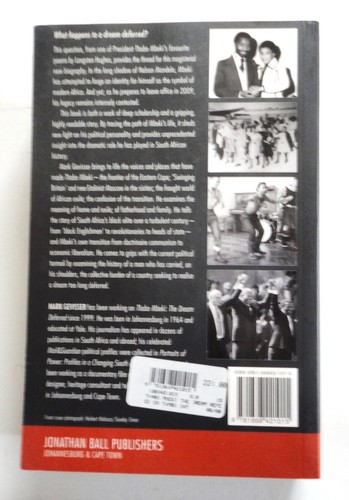 What happens to a dream deferred?
This question, from one of President Thabo Mbeki's favourite
poems by Langston Hughes, provides the thread for this magisterial
new biography. In the long shadow of Nelson Mandela, Mbeki
has attempted to forge an identity for himself as the symbol of
modern Africa. And yet, as he prepares to leave office in 2009,
his legacy remains intensely contested.
This book is both a work of deep scholarship and a gripping,
highly readable story. By tracing the path of Mbeki's life, it sheds
new light on his political personality and provides unprecedented
insight into the dramatic role he has played in South African
history.
Mark Gevisser brings to life the voices and places that have
made Thabo Mbeki – the frontier of the Eastern Cape; 'Swinging
Britain' and neo-Stalinist Moscow in the sixties; the fraught world
of African exile; the confusion of the transition. He examines the
meaning of home and exile; of fatherhood and family. He tells
the story of South Africa's black elite over a turbulent century –
from 'black Englishmen' to revolutionaries to heads of state –
and Mbeki's own transition from doctrinaire communism to
economic liberalism. He comes to grips with the current political
turmoil by examining the history of a man who has carried, on
his shoulders, the collective burden of a country seeking to realise
a dream too long deferred.
MARK GEVISSER has been working on Thabo Mbeki: The Dream
Deferred since 1999. He was born in Johannesburg in 1964 and
educated at Yale. His journalism has appeared in dozens of
publications in South Africa and abroad; his celebrated
Mail&Guardian political profiles were collected in Portraits of
Power: Profiles in a Changing South
been working as a documentary film
designer, heritage consultant and
in Johannesburg and Cape Town.
JONATHAN BALL PUBLISHERS
JOHANNESBURG & CAPE TOWN